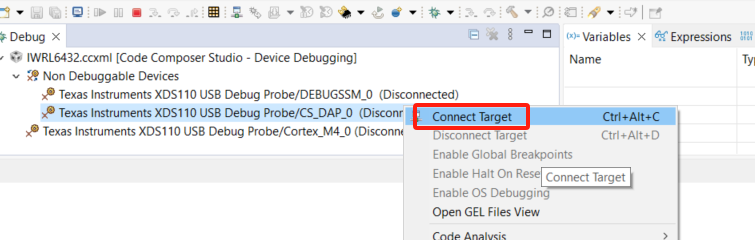 Debug
Variables
Expressions
IWRL6432.ccxml [Code Composer Studio - Device Debugging]
Name
Non Debuggable Devices
Texas Instruments XDS110 USB Debug Probe/DEBUGSSM_0 (Disconnected)
Texas Instruments XDS110 USB Debug Probe/CS_DAP_0 (Disconn
Texas Instruments XDS110 USB Debug Probe/Cortex_M4_0 (Disconne
Connect Target Ctrl+Alt+C
Disconnect Target Ctrl+Alt+D
Enable Global Breakpoints
Enable Halt On Rese
Connect Target
Enable OS Debugging
Open GEL Files View
Code Analysis